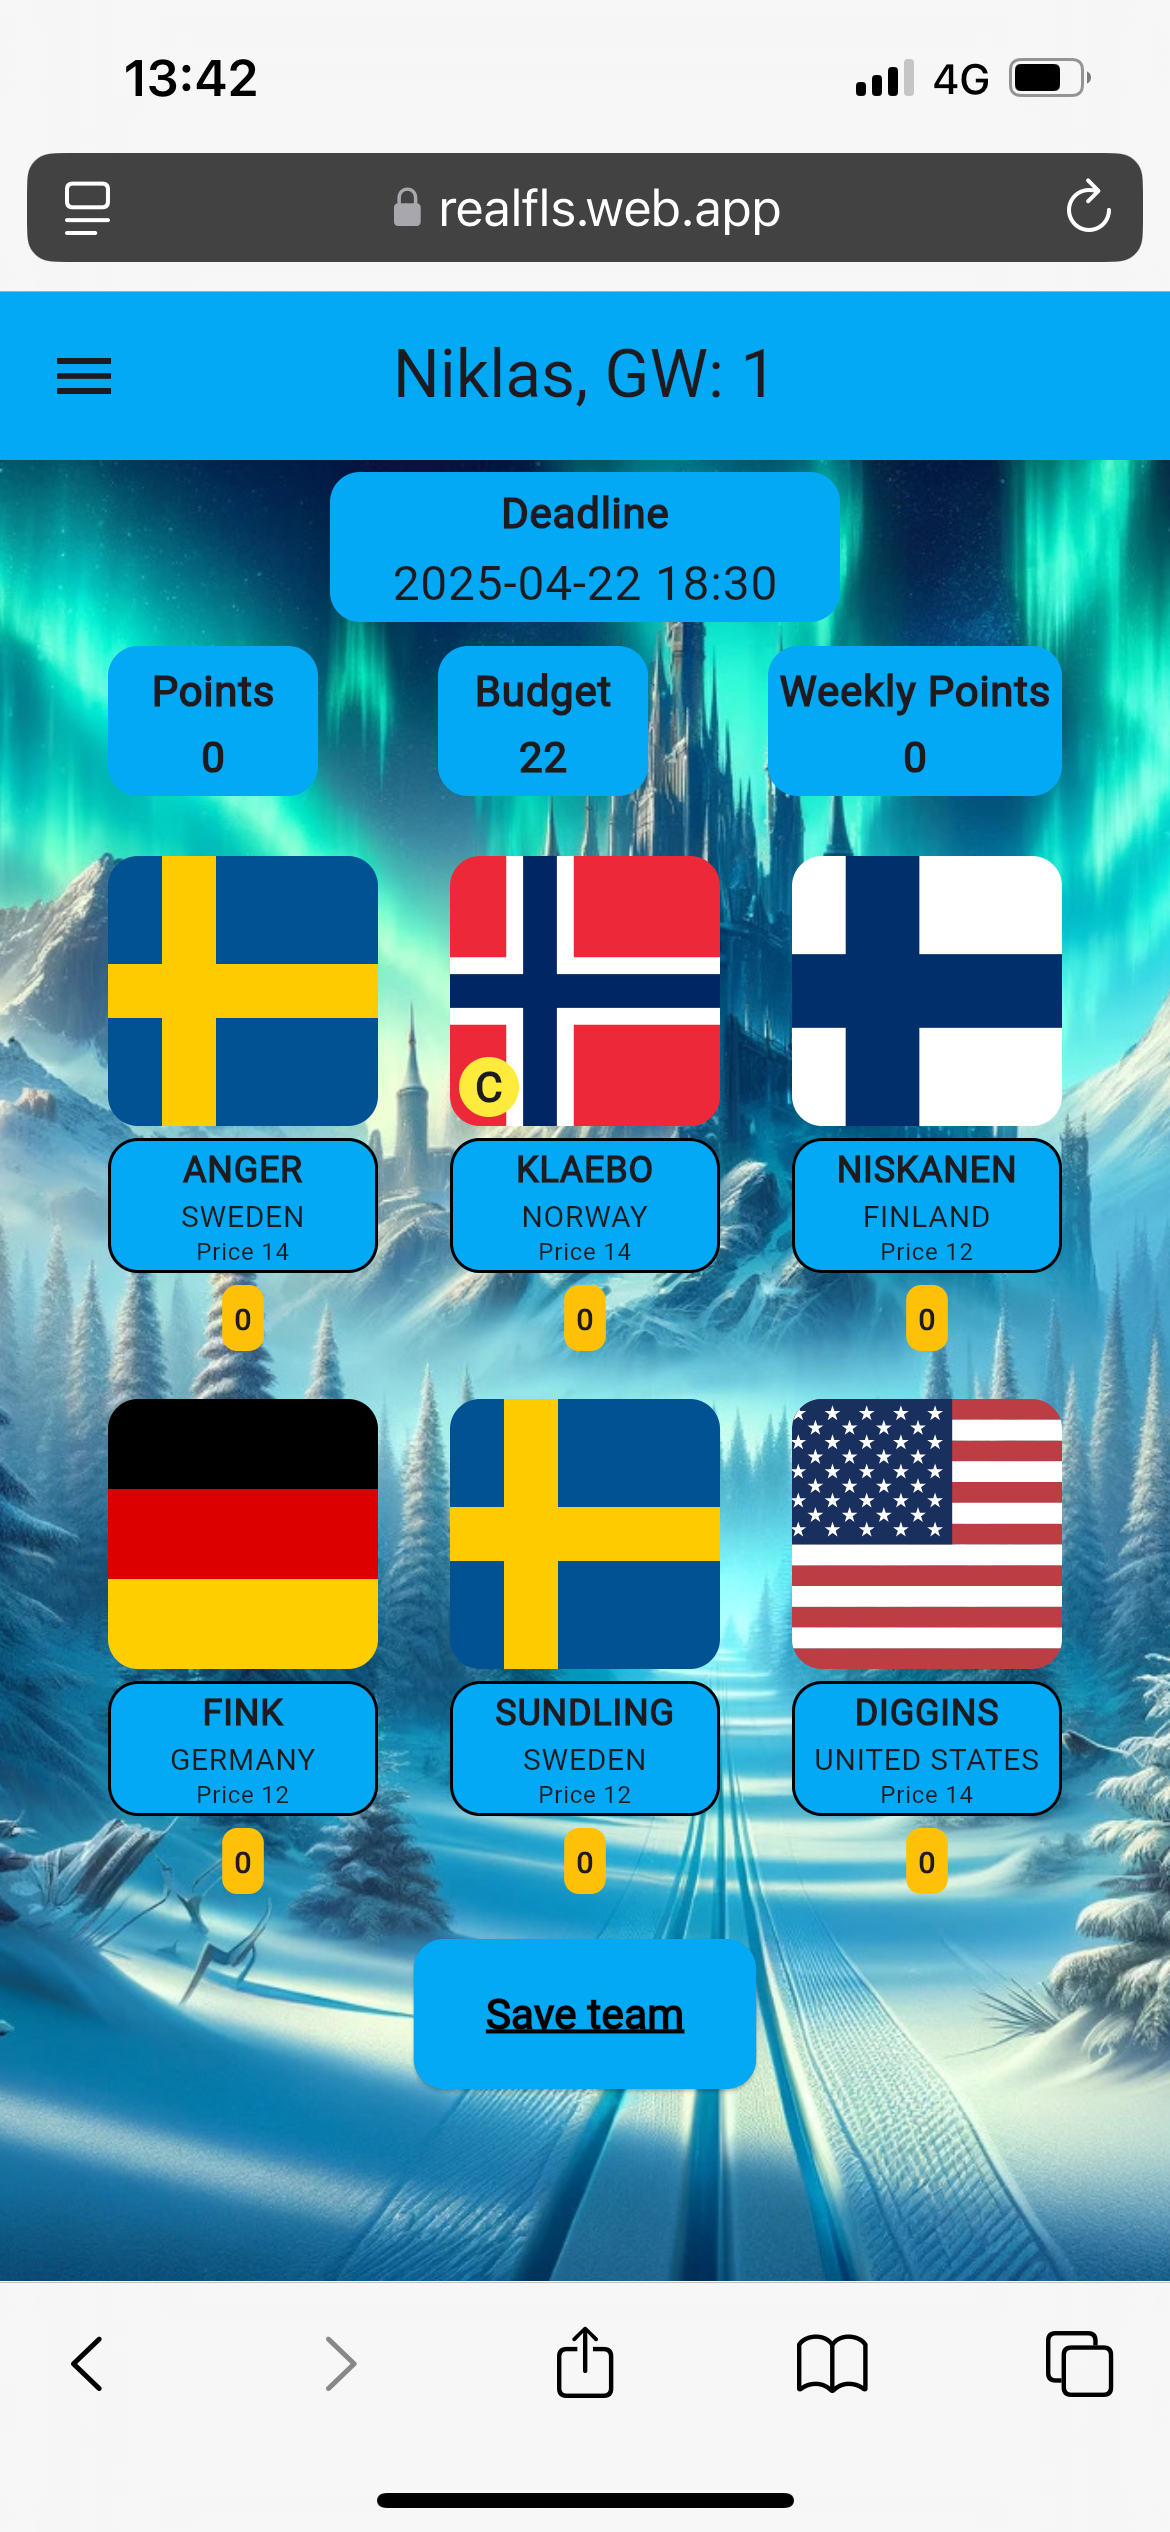 13:42
4G
realfls.web.app
Niklas, GW: 1
Deadline
2025-04-22 18:30
Points
0
Budget
22
Weekly Points
0
C
ANGER
SWEDEN
Price 14
0
KLAEBO
NORWAY
Price 14
0
NISKANEN
FINLAND
Price 12
0
FINK
GERMANY
Price 12
0
SUNDLING
SWEDEN
Price 12
0
DIGGINS
UNITED STATES
Price 14
0
Save team